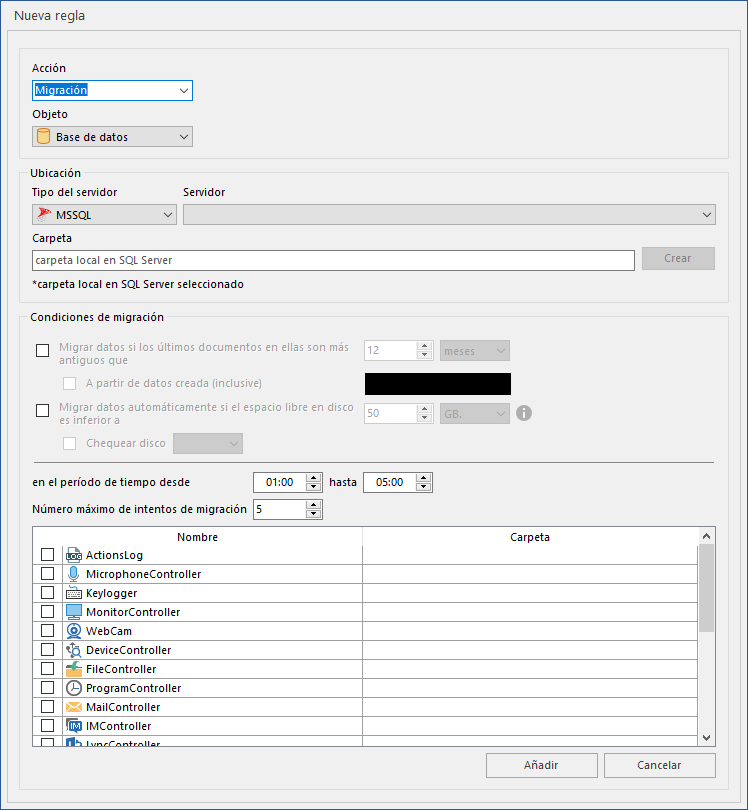 Nueva regla
Acción
Migración
Objeto
Base de datos
Ubicación
Tipo del servidor
Servidor
MSSQL
Carpeta
carpeta local en SQL Server
Crear
*carpeta local en SQL Server seleccionado
Condiciones de migración
Migrar datos si los últimos documentos en ellas son más
antiguos que
12
meses
A partir de datos creada (inclusive)
Migrar datos automáticamente si el espacio libre en disco
es inferior a
50
GB.
Chequear disco
en el período de tiempo desde
01:00
hasta
05:00
Número máximo de intentos de migración
5
Nombre
Carpeta
ActionsLog
MicrophoneController
Keylogger
MonitorController
WebCam
DeviceController
FileController
ProgramController
MailController
IMController
LyncController
Añadir
Cancelar